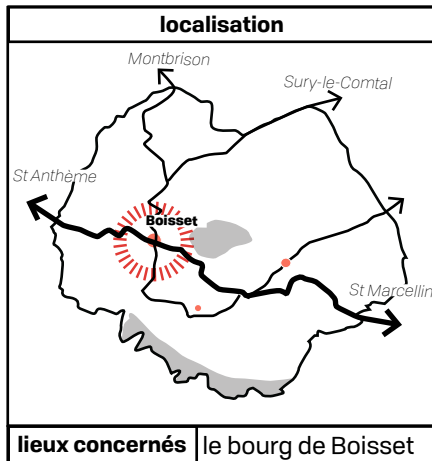 localisation
Montbrison
Sury-le-Comtal
St Anthème
Boisset
St Marcellin
lieux concernés le bourg de Boisset